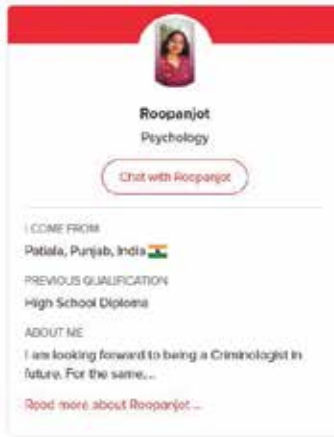 Roopanjot
Psychology
Chat with Roopanjot
I COME FROM
Patiala, Punjab, India
PREVIOUS QUALIFICATION
High School Diploma
ABOUT ME
I am looking forward to being a Criminologist in
future. For the same,...
Read more about Roopanjot ...